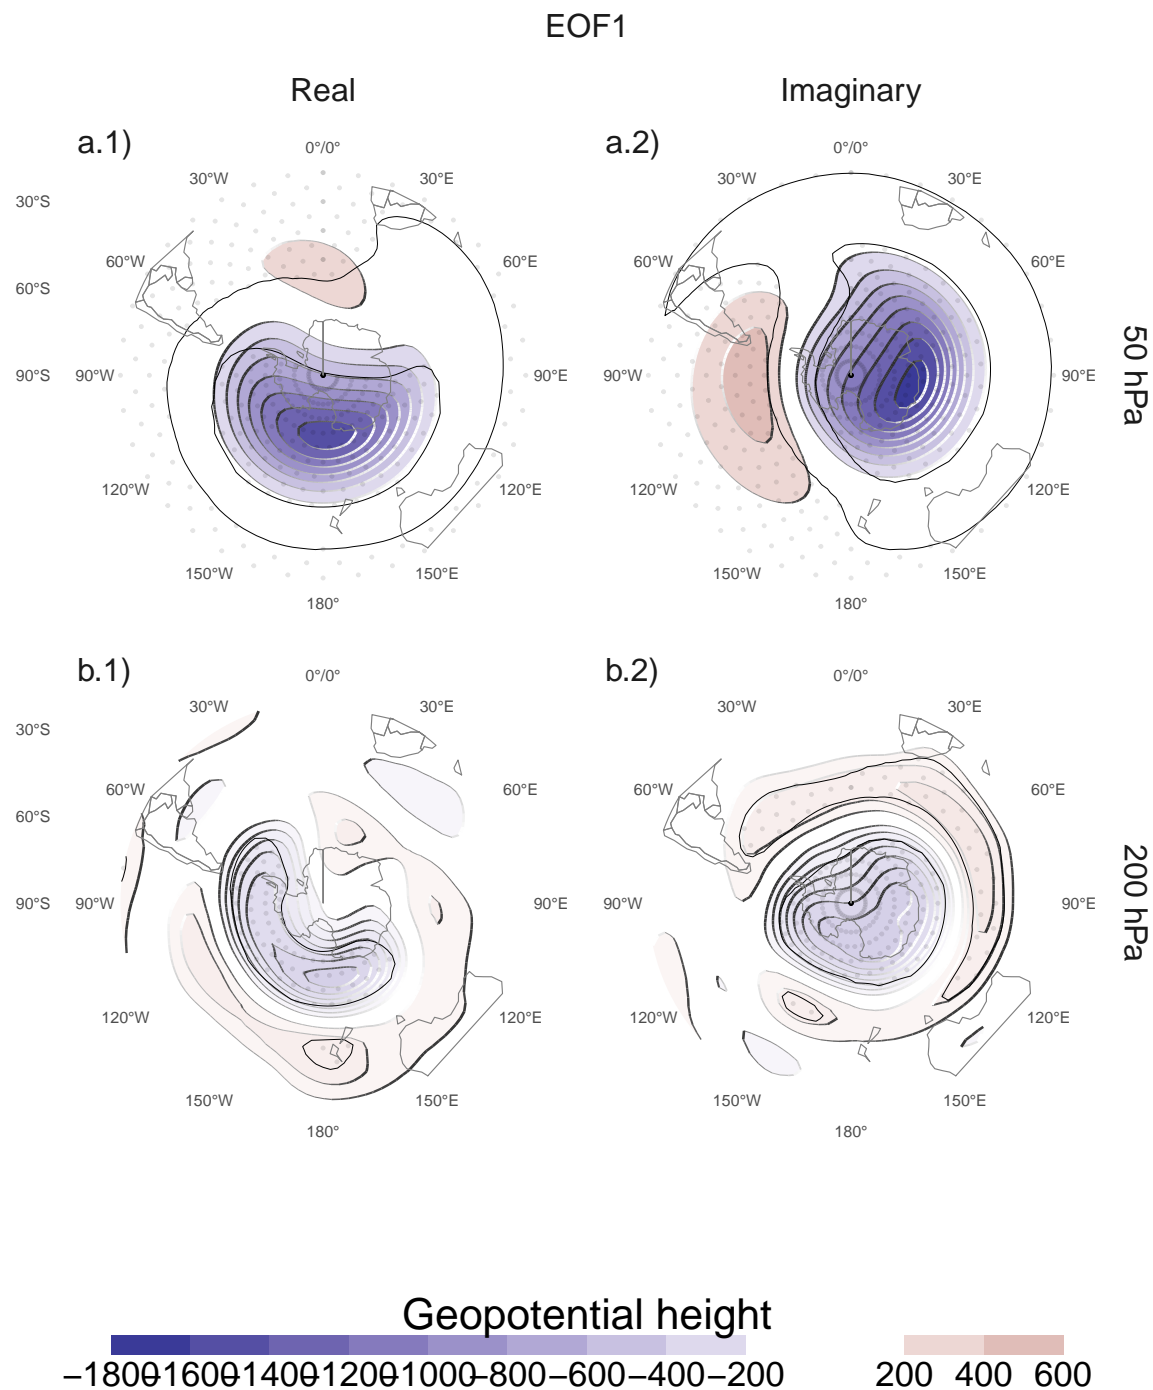 EOF1
Real
Imaginary
a.1)
a.2)
0°/0°
0°/0°
30°W
30°E
30°W
30°E
30°S
60°W
60°E
60°W
60°E
60°S
50 hPa
90°S
90°W
90°E
90°W
90°E
120°W
120°E
120°W
120°E
150°W
150°E
150°W
150°E
180°
180°
b.1)
b.2)
0°/0°
0°/0°
30°W
30°E
30°W
30°E
30°S
60°W
60°E
60°W
60°E
60°S
200 hPa
90°S
90°W
90°E
90°W
90°E
120°W
120°E
120°W
120°E
150°W
150°E
150°W
150°E
180°
180°
Geopotential height
−1800 −1600 −1400 −1200 −1000 −800 −600 −400 −200 200 400 600